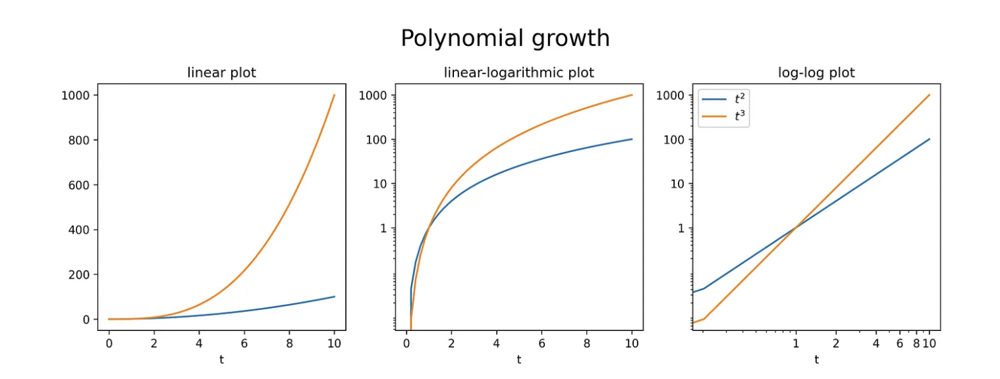 Polynomial growth
linear plot
1000
800
600
400
200
0
0 2 4 6 8 10
t
linear-logarithmic plot
1000
100
10
1
0 2 4 6 8 10
t
log-log plot
t²
t³
1000
100
10
1
1 2 4 6 8 10
t